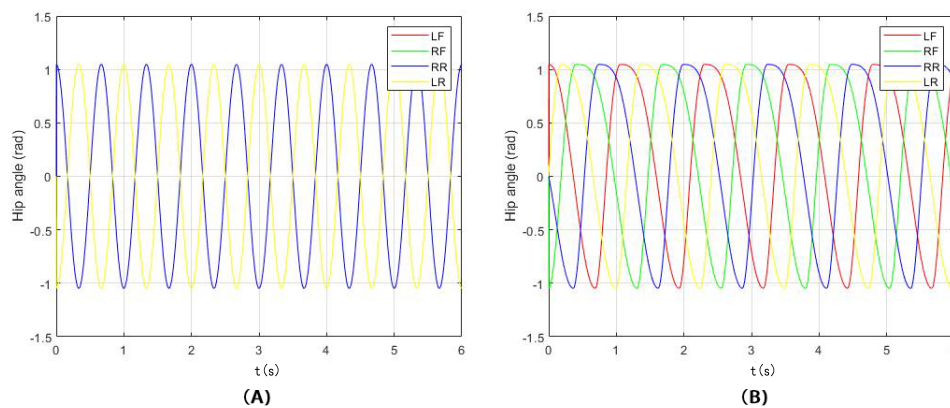 1.5
1
0.5
0
-0.5
-1
-1.5
Hip angle (rad)
0 1 2 3 4 5 6
t(s)
LF
RF
RR
LR
(A)
1.5
1
0.5
0
-0.5
-1
-1.5
Hip angle (rad)
0 1 2 3 4 5
t(s)
LF
RF
RR
LR
(B)